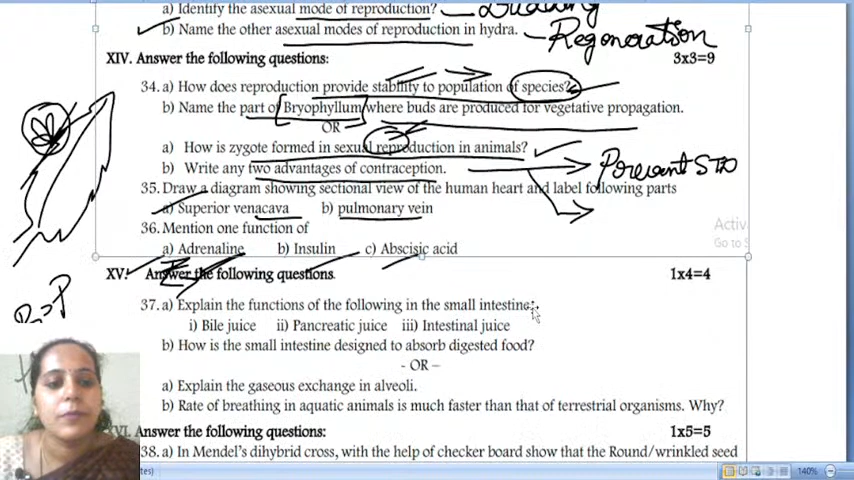 a) Identify the asexual mode of reproduction? Budding
b) Name the other asexual modes of reproduction in hydra. Regeneration
XIV. Answer the following questions: 3x3=9
34. a) How does reproduction provide stability to population of species?
b) Name the part of Bryophyllum where buds are produced for vegetative propagation.
OR
a) How is zygote formed in sexual reproduction in animals?
b) Write any two advantages of contraception. Prevent STD
35. Draw a diagram showing sectional view of the human heart and label following parts
a) Superior venacava b) pulmonary vein
36. Mention one function of
a) Adrenaline b) Insulin c) Abscisic acid
XV. Answer the following questions. 1x4=4
37. a) Explain the functions of the following in the small intestine:
i) Bile juice ii) Pancreatic juice iii) Intestinal juice
b) How is the small intestine designed to absorb digested food?
- OR –
a) Explain the gaseous exchange in alveoli.
b) Rate of breathing in aquatic animals is much faster than that of terrestrial organisms. Why?
XVI. Answer the following questions: 1x5=5
38. a) In Mendel's dihybrid cross, with the help of checker board show that the Round/wrinkled seed
Activ
Go to S
140%